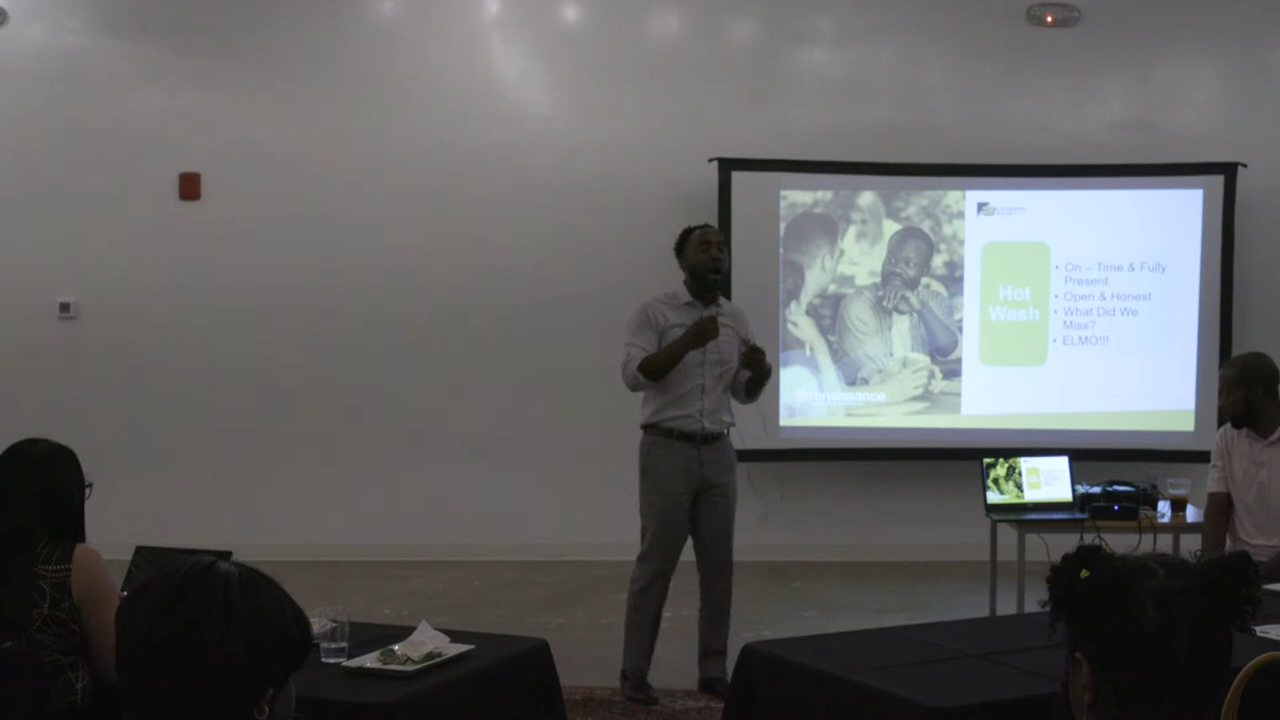 Hot
Wash
• On – Time & Fully
Present
• Open & Honest
• What Did We
Miss?
• ELMO!!!
@renaissance